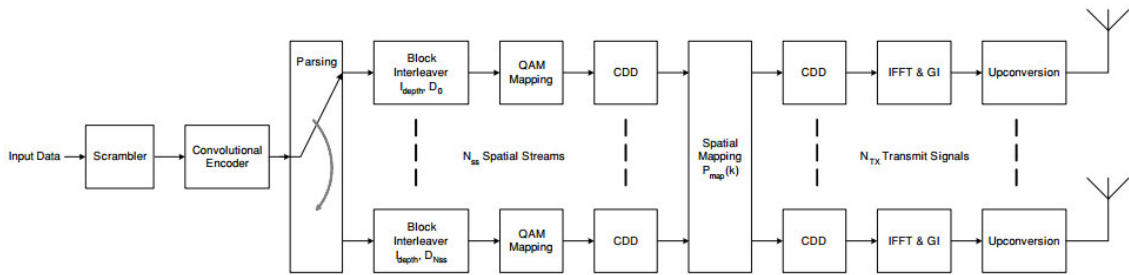 Input Data
Scrambler
Convolutional
Encoder
Parsing
Block
Interleaver
I_depth, D_0
QAM
Mapping
CDD
Spatial
Mapping
P_map(k)
CDD
IFFT & GI
Upconversion
N_ss Spatial Streams
N_TX Transmit Signals
Block
Interleaver
I_depth, D_Nss
QAM
Mapping
CDD
CDD
IFFT & GI
Upconversion